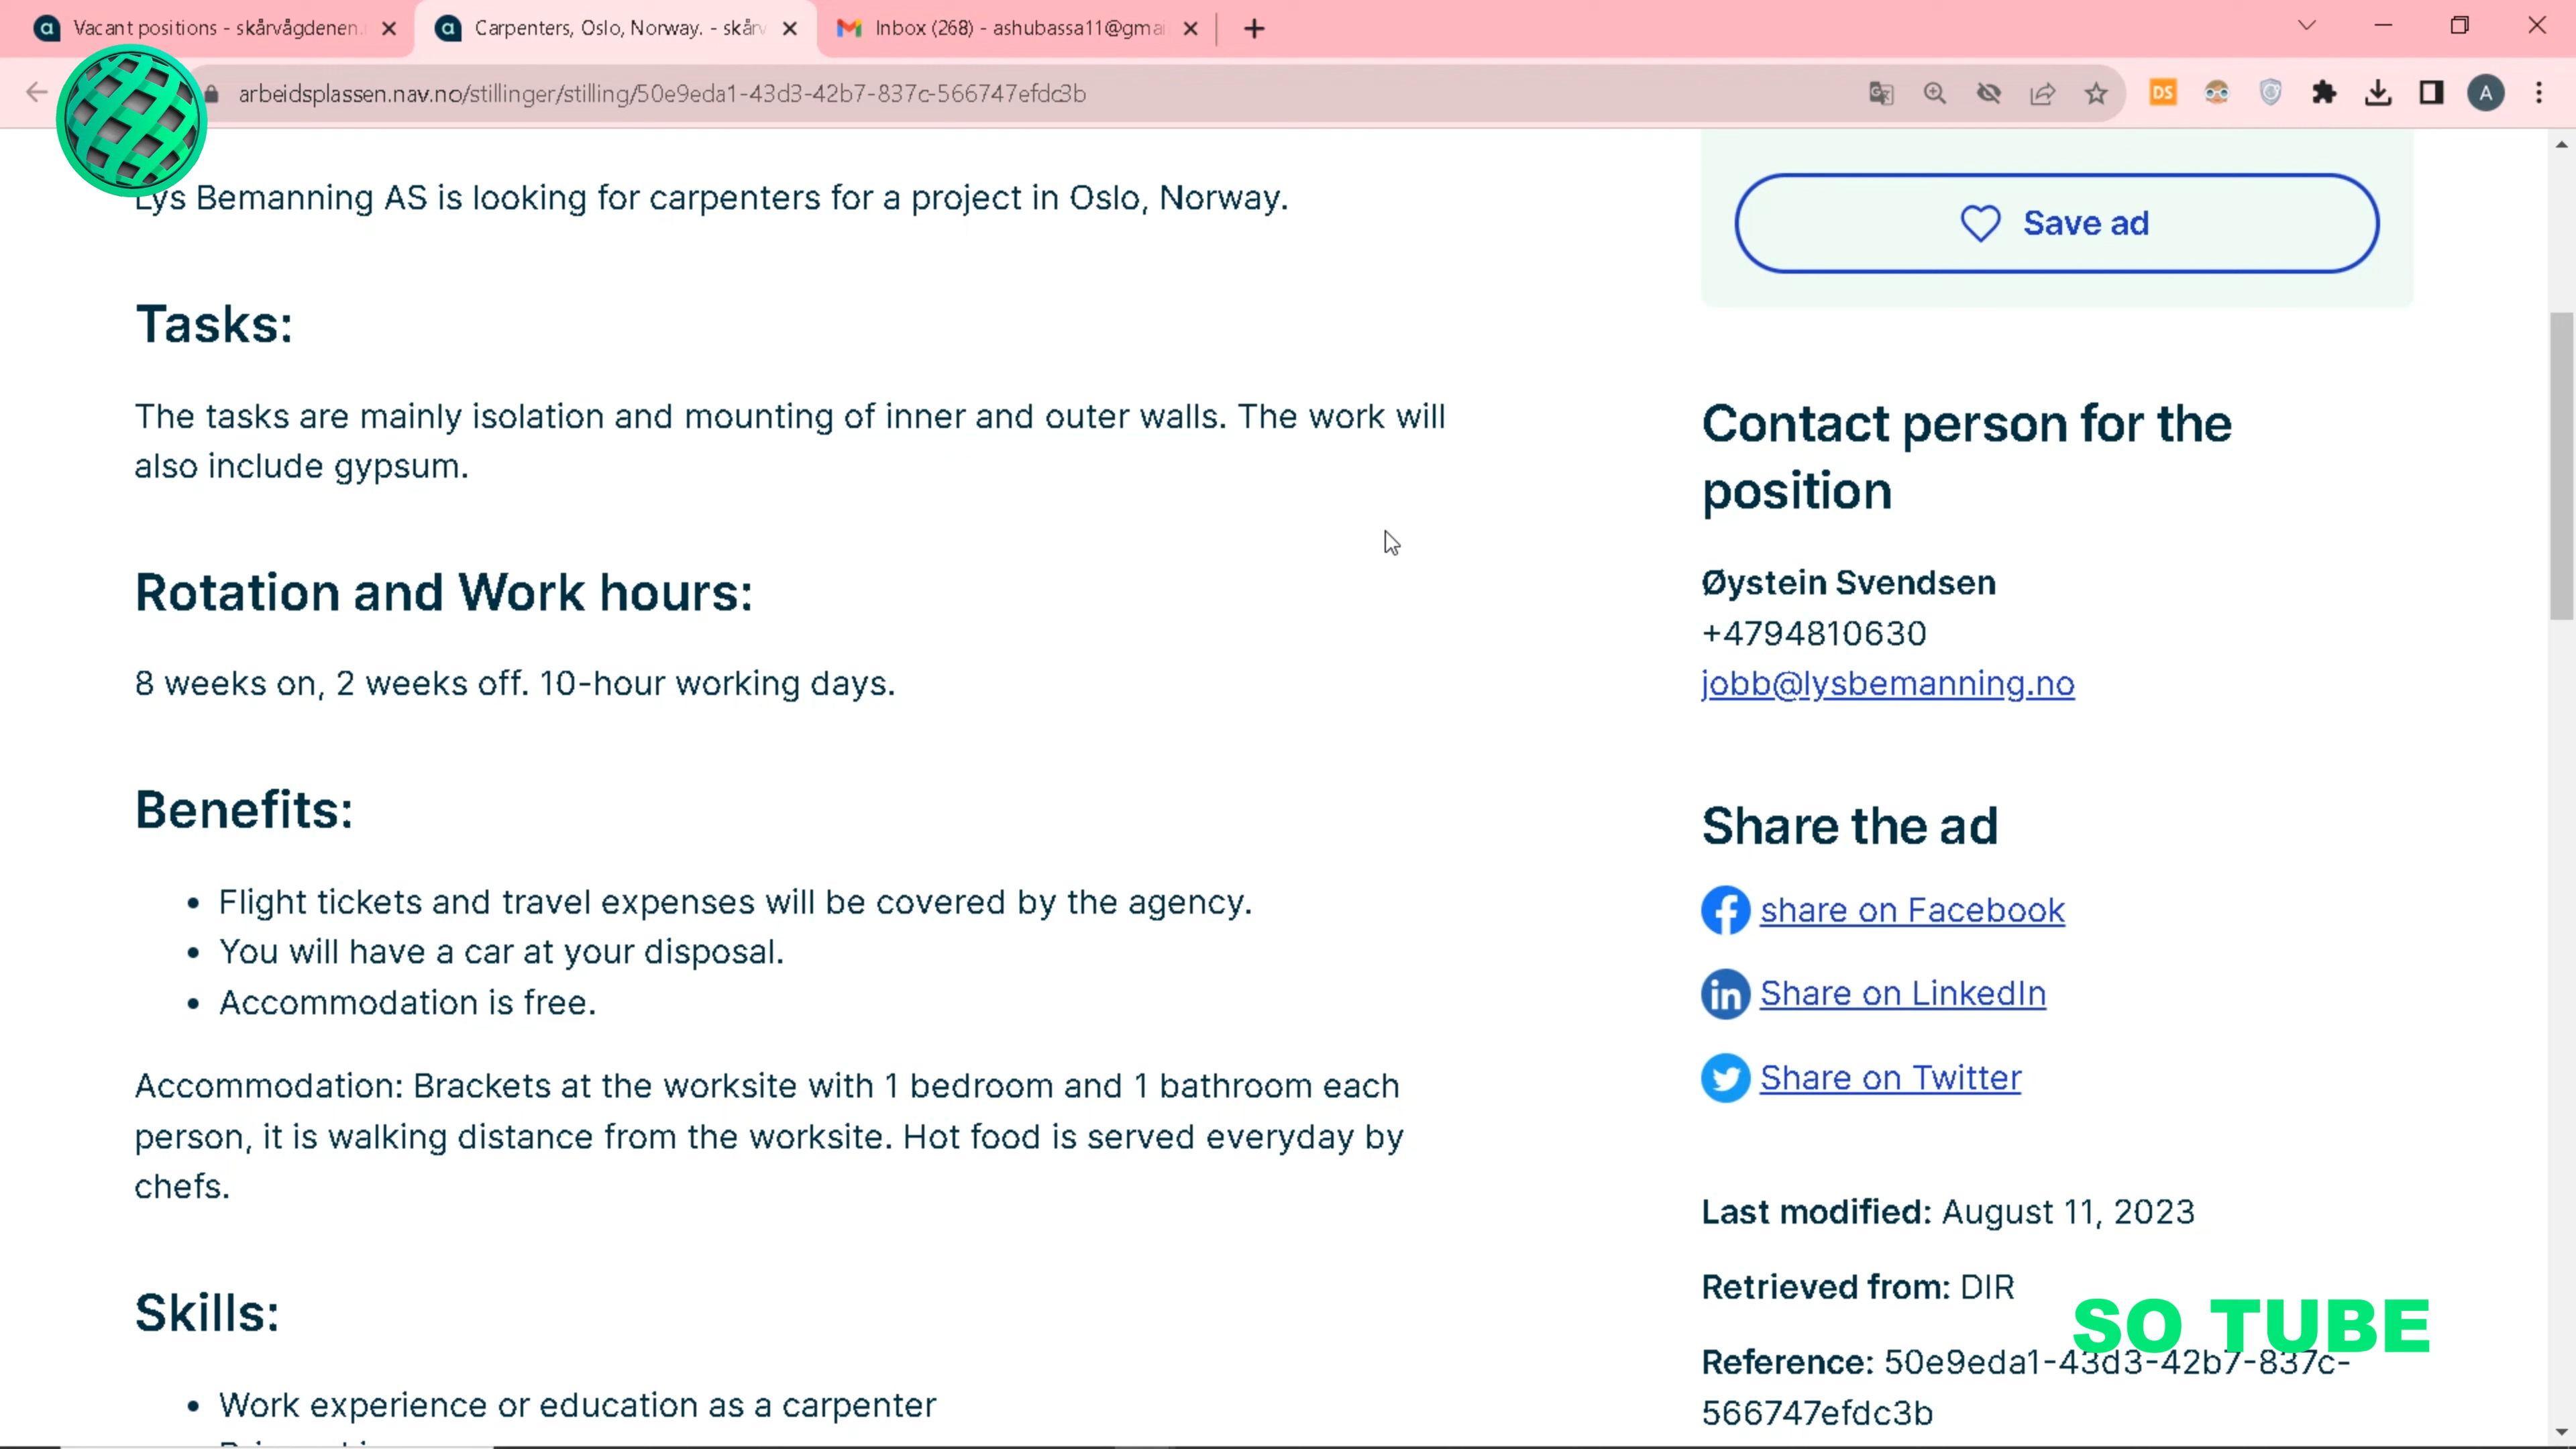 Vacant positions - skårvågdenen.
Carpenters, Oslo, Norway. - skårv
Inbox (268) - ashubassa11@gmai
arbeidsplassen.nav.no/stillinger/stilling/50e9eda1-43d3-42b7-837c-566747efdc3b
DS
A
Lys Bemanning AS is looking for carpenters for a project in Oslo, Norway.
Tasks:
The tasks are mainly isolation and mounting of inner and outer walls. The work will
also include gypsum.
Rotation and Work hours:
8 weeks on, 2 weeks off. 10-hour working days.
Benefits:
• Flight tickets and travel expenses will be covered by the agency.
• You will have a car at your disposal.
• Accommodation is free.
Accommodation: Brackets at the worksite with 1 bedroom and 1 bathroom each
person, it is walking distance from the worksite. Hot food is served everyday by
chefs.
Skills:
• Work experience or education as a carpenter
Save ad
Contact person for the
position
Øystein Svendsen
+4794810630
jobb@lysbemanning.no
Share the ad
share on Facebook
Share on LinkedIn
Share on Twitter
Last modified: August 11, 2023
Retrieved from: DIR
SO TUBE
Reference: 50e9eda1-43d3-42b7-837c-
566747efdc3b